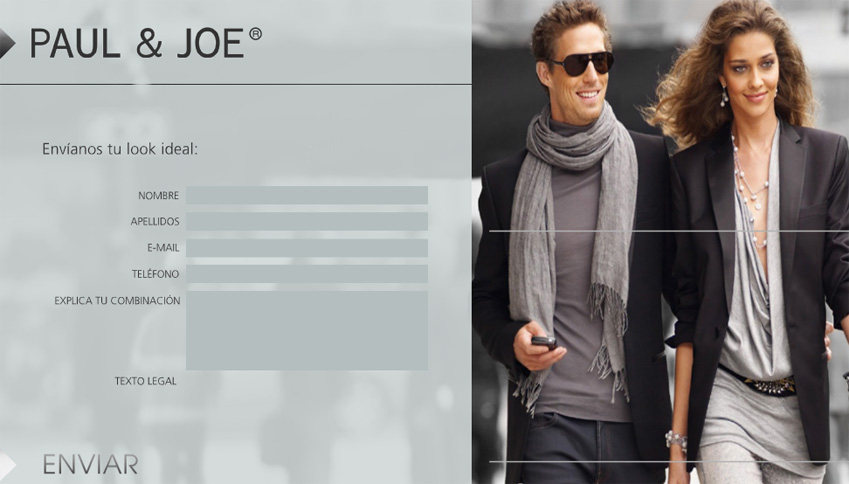 PAUL & JOE®
Envíanos tu look ideal:
NOMBRE
APELLIDOS
E-MAIL
TELÉFONO
EXPLICA TU COMBINACIÓN
TEXTO LEGAL
ENVIAR